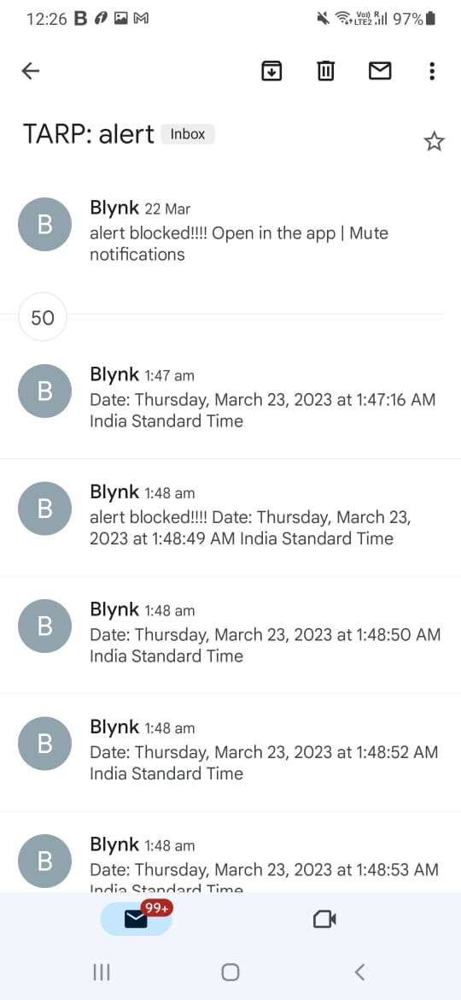 12:26 B 97%
TARP: alert Inbox
B
Blynk 22 Mar
alert blocked!!!! Open in the app | Mute
notifications
50
B
Blynk 1:47 am
Date: Thursday, March 23, 2023 at 1:47:16 AM
India Standard Time
B
Blynk 1:48 am
alert blocked!!!! Date: Thursday, March 23,
2023 at 1:48:49 AM India Standard Time
B
Blynk 1:48 am
Date: Thursday, March 23, 2023 at 1:48:50 AM
India Standard Time
B
Blynk 1:48 am
Date: Thursday, March 23, 2023 at 1:48:52 AM
India Standard Time
B
Blynk 1:48 am
Date: Thursday, March 23, 2023 at 1:48:53 AM
India Standard Time
99+